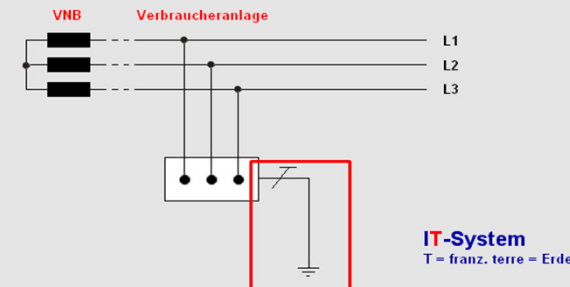 VNB Verbraucheranlage
L1
L2
L3
IT-System
T = franz. terre = Erde